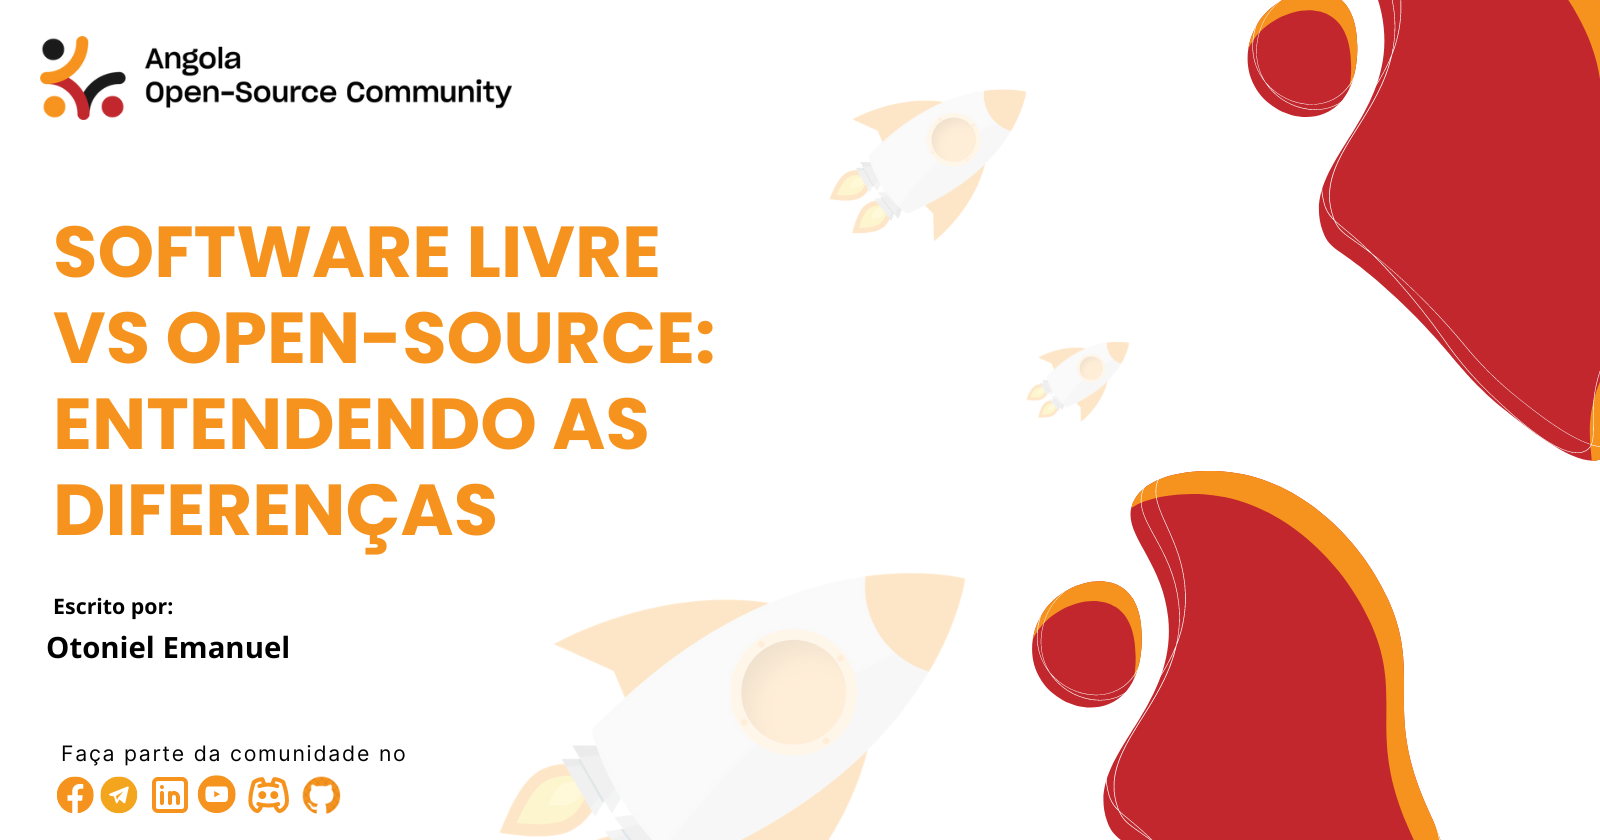 Angola
Open-Source Community
SOFTWARE LIVRE
VS OPEN-SOURCE:
ENTENDENDO AS
DIFERENÇAS
Escrito por:
Otoniel Emanuel
Faça parte da comunidade no
in